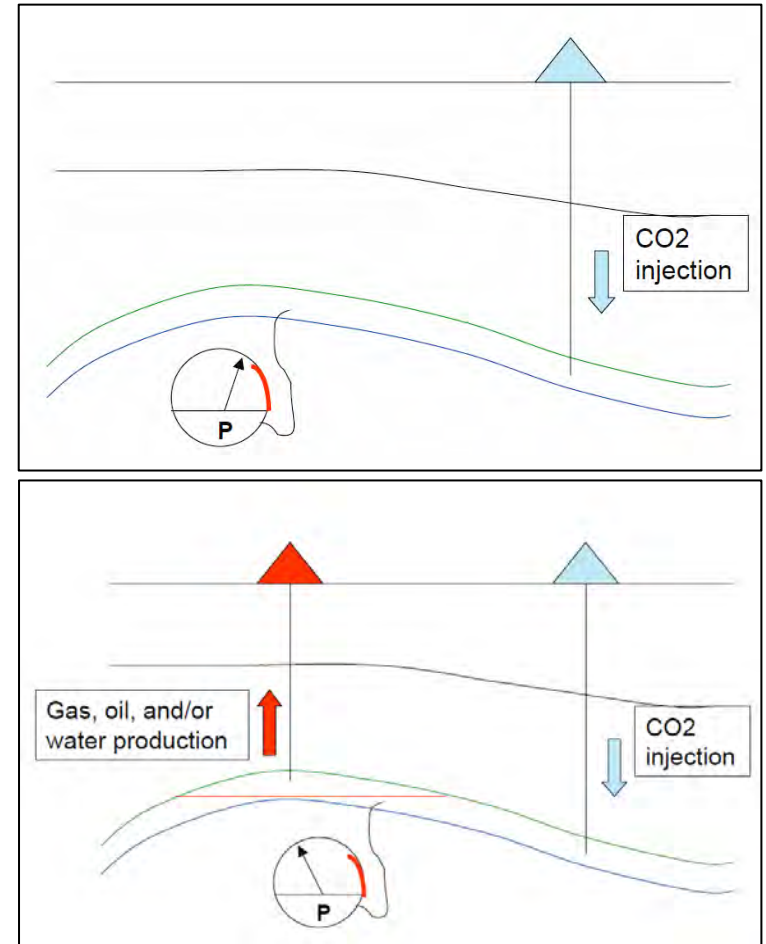 CO2
injection
P
Gas, oil, and/or
water production
CO2
injection
P